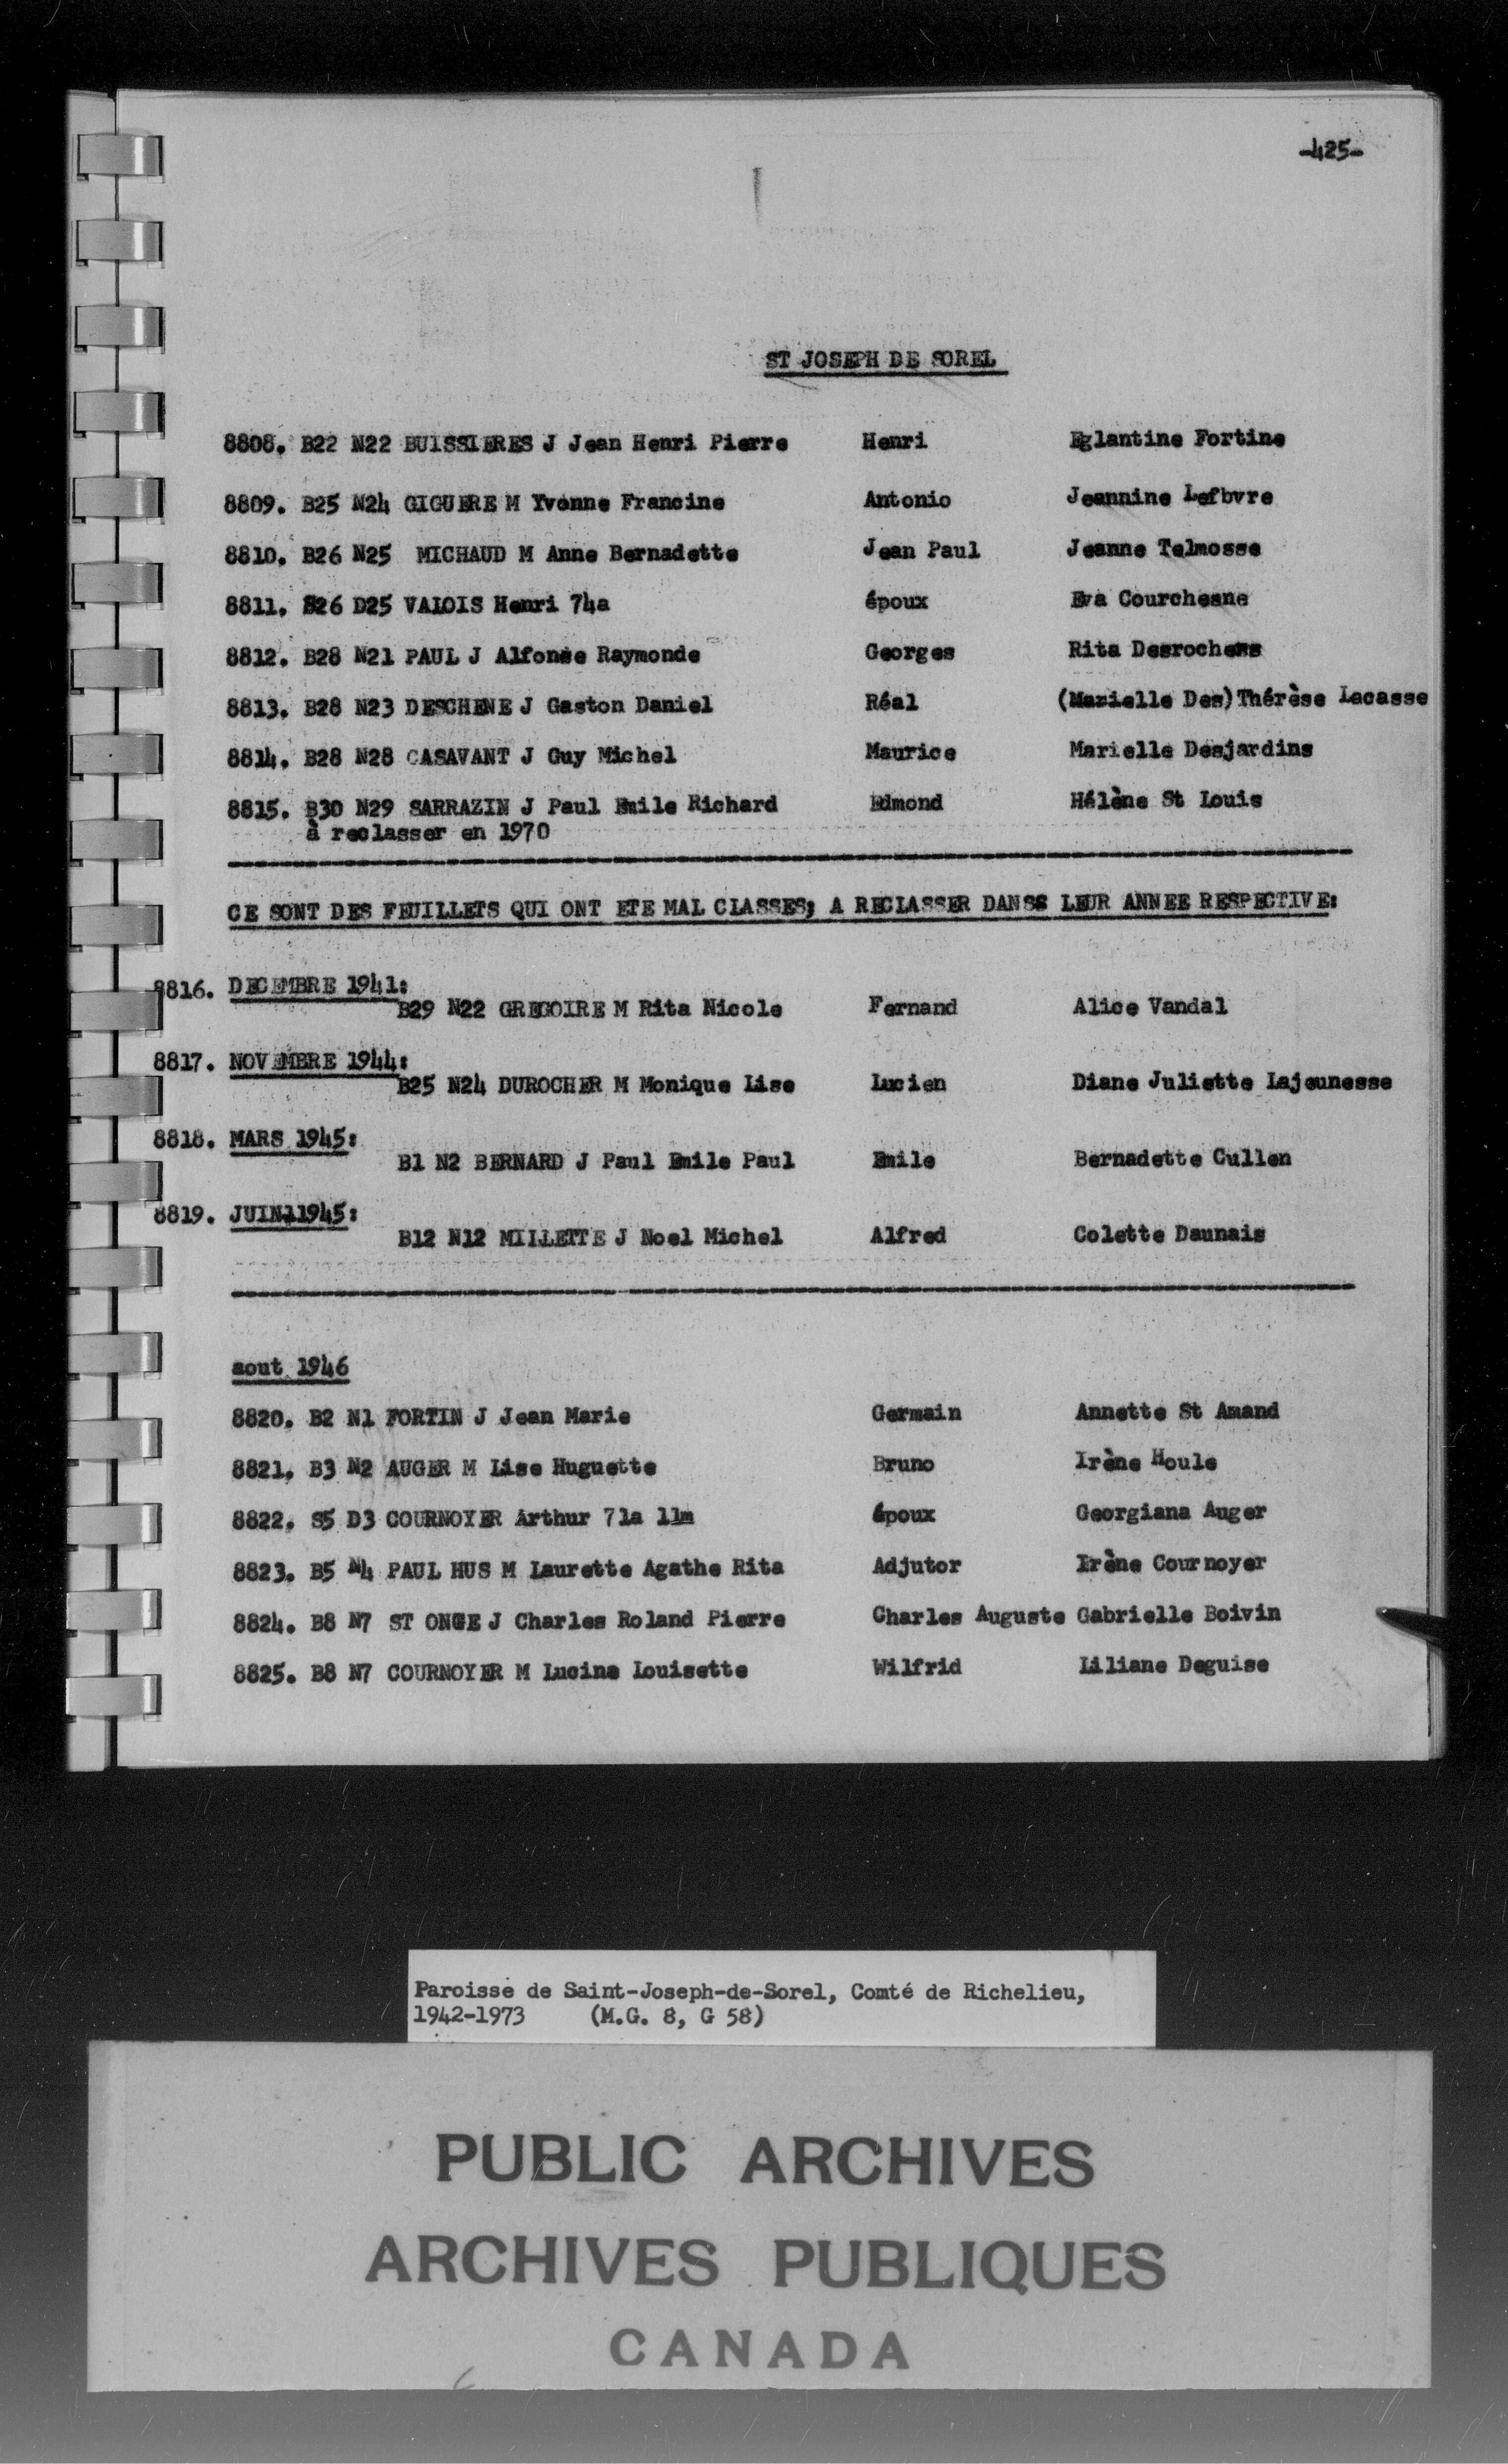 -425-
ST JOSEPH DE SOREL
8808. B22 N22 BUISSIERES J Jean Henri Pierre Henri Eglantine Fortine
8809. B25 N24 GIGUERE M Yvonne Francine Antonio Jeannine Lefbvre
8810. B26 N25 MICHAUD M Anne Bernadette Jean Paul Jeanne Telmosse
8811. S26 D25 VALOIS Henri 74a époux Eva Courchesne
8812. B28 N21 PAUL J Alfonse Raymonde Georges Rita Desrochers
8813. B28 N23 DESCHENE J Gaston Daniel Réal (Marielle Des)Thérèse Lacasse
8814. B28 N28 CASAVANT J Guy Michel Maurice Marielle Desjardins
8815. B30 N29 SARRAZIN J Paul Emile Richard Edmond Hélène St Louis
à reclasser en 1970
CE SONT DES FEUILLETS QUI ONT ETE MAL CLASSES; A RECLASSER DANSS LEUR ANNEE RESPECTIVE:
8816. DECEMBRE 1941:
B29 N22 GREGOIRE M Rita Nicole Fernand Alice Vandal
8817. NOVEMBRE 1944:
B25 N24 DUROCHER M Monique Lise Lucien Diane Juliette Lajeunesse
8818. MARS 1945:
B1 N2 BERNARD J Paul Emile Paul Emile Bernadette Cullen
8819. JUIN 1945:
B12 N12 MILLETTE J Noel Michel Alfred Colette Daunais
aout 1946
8820. B2 N1 FORTIN J Jean Marie Germain Annette St Amand
8821. B3 N2 AUGER M Lise Huguette Bruno Irène Houle
8822. S5 D3 COURNOYER Arthur 71a 11m époux Georgiana Auger
8823. B5 N4 PAUL HUS M Laurette Agathe Rita Adjutor Irène Cournoyer
8824. B8 N7 ST ONGE J Charles Roland Pierre Charles Auguste Gabrielle Boivin
8825. B8 N7 COURNOYER M Lucine Louisette Wilfrid Liliane Deguise
Paroisse de Saint-Joseph-de-Sorel, Comté de Richelieu,
1942-1973 (M.G. 8, G 58)
PUBLIC ARCHIVES
ARCHIVES PUBLIQUES
CANADA